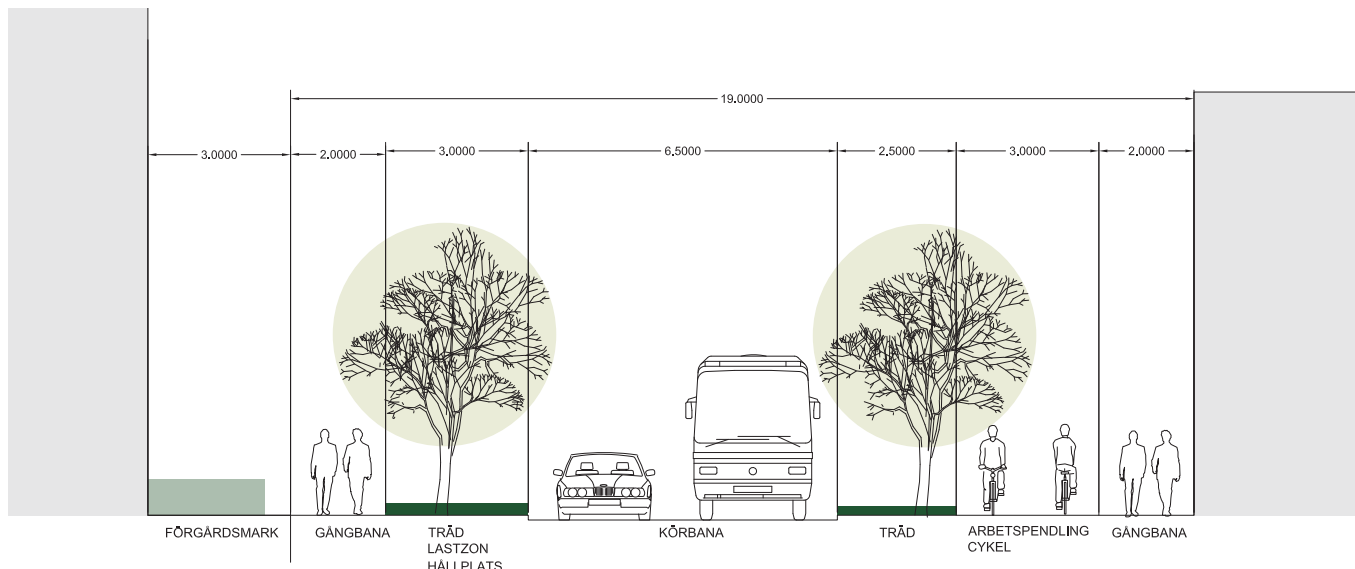 19.0000
3.0000
2.0000
3.0000
6.5000
2.5000
3.0000
2.0000
FÖRGÅRDSMARK
GÅNGBANA
TRÄD
LASTZON
HÅLLPLATS
KÖRBANA
TRÄD
ARBETSPENDLING
CYKEL
GÅNGBANA